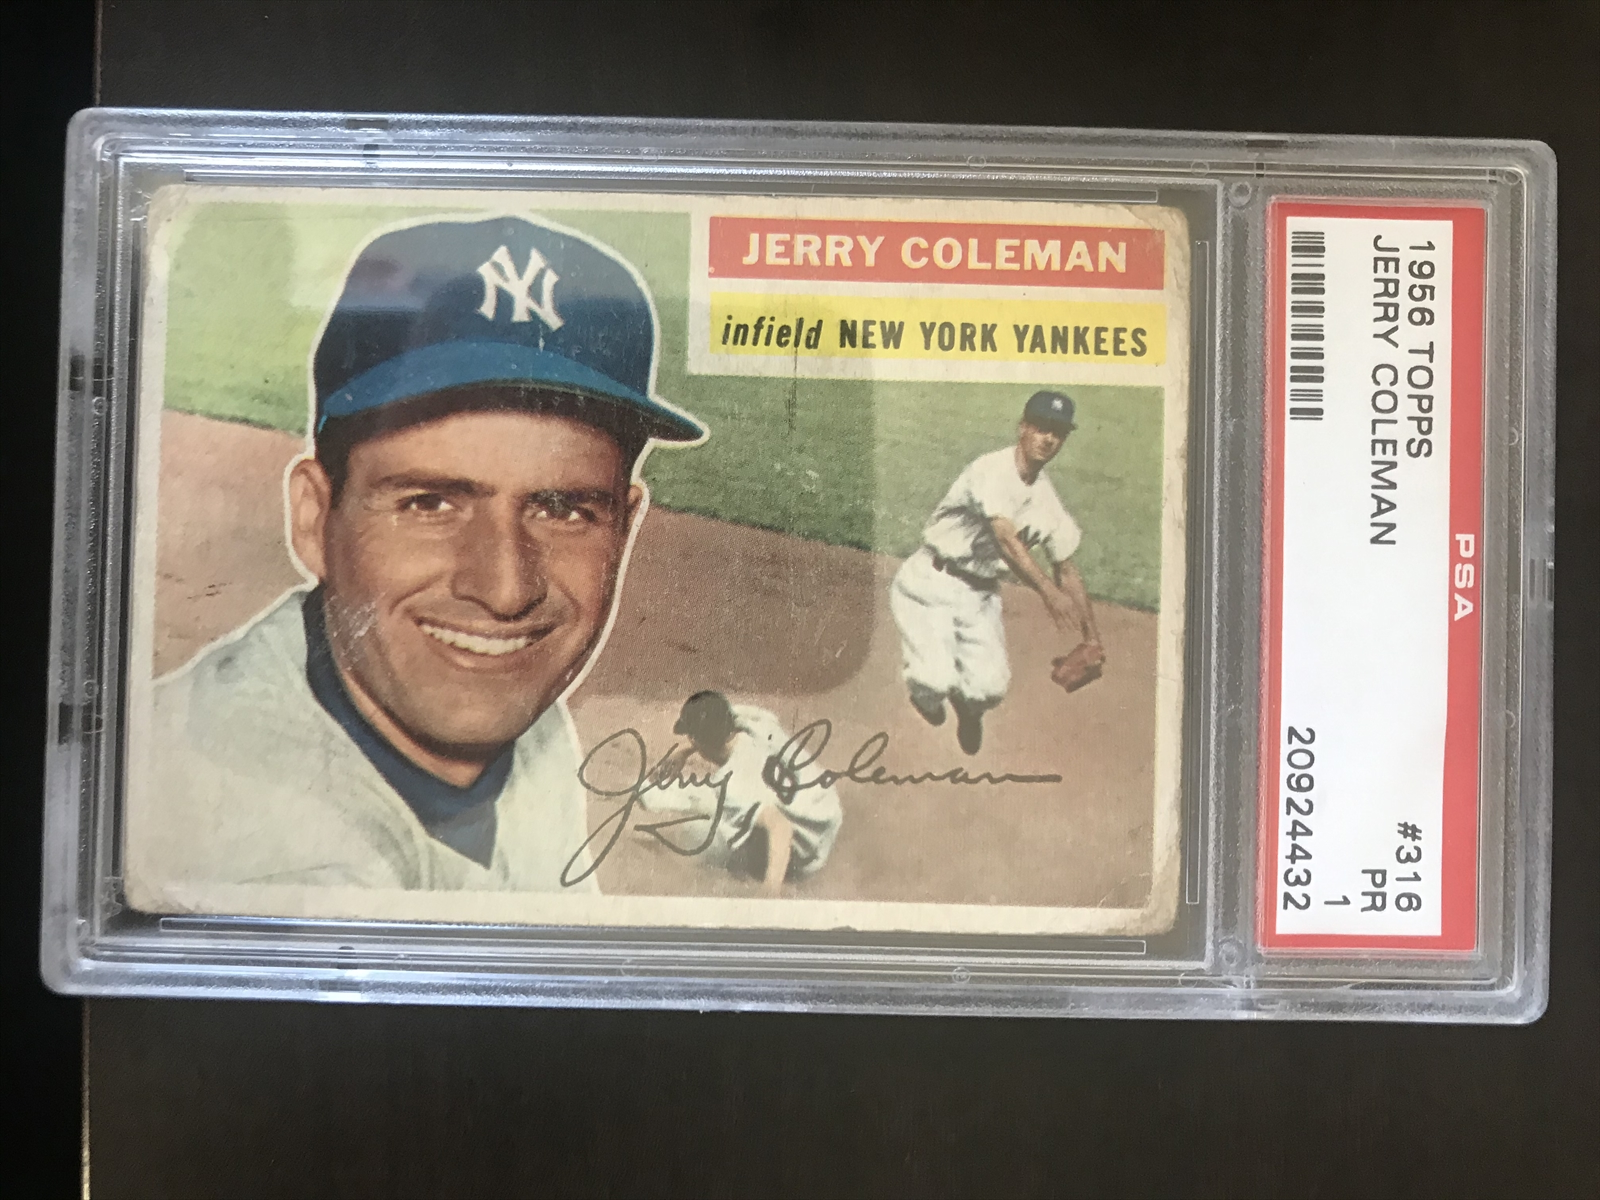 JERRY COLEMAN
infield NEW YORK YANKEES
NY
Jerry Coleman
PSA
1956 TOPPS #316
JERRY COLEMAN PR
1
20924432